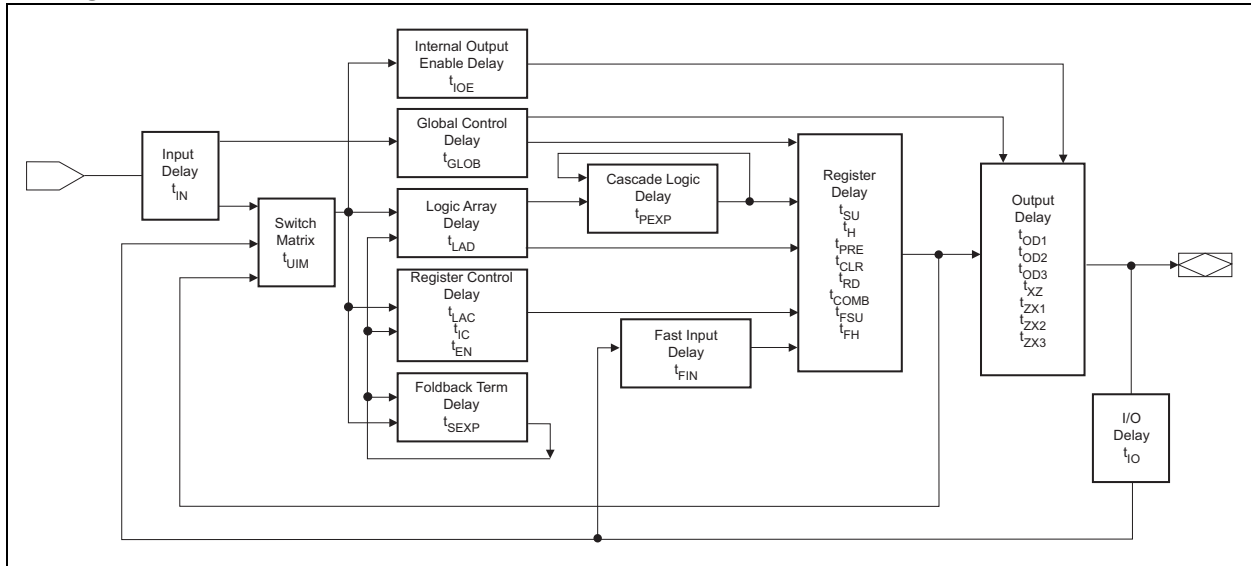 Internal Output
Enable Delay
tIOE
Global Control
Delay
tGLOB
Input
Delay
tIN
Switch
Matrix
tUIM
Logic Array
Delay
tLAD
Cascade Logic
Delay
tPEXP
Register Control
Delay
tLAC
tIC
tEN
Fast Input
Delay
tFIN
Foldback Term
Delay
tSEXP
Register
Delay
tSU
tH
tPRE
tCLR
tRD
tCOMB
tFSU
tFH
Output
Delay
tOD1
tOD2
tOD3
tXZ
tZX1
tZX2
tZX3
I/O
Delay
tIO